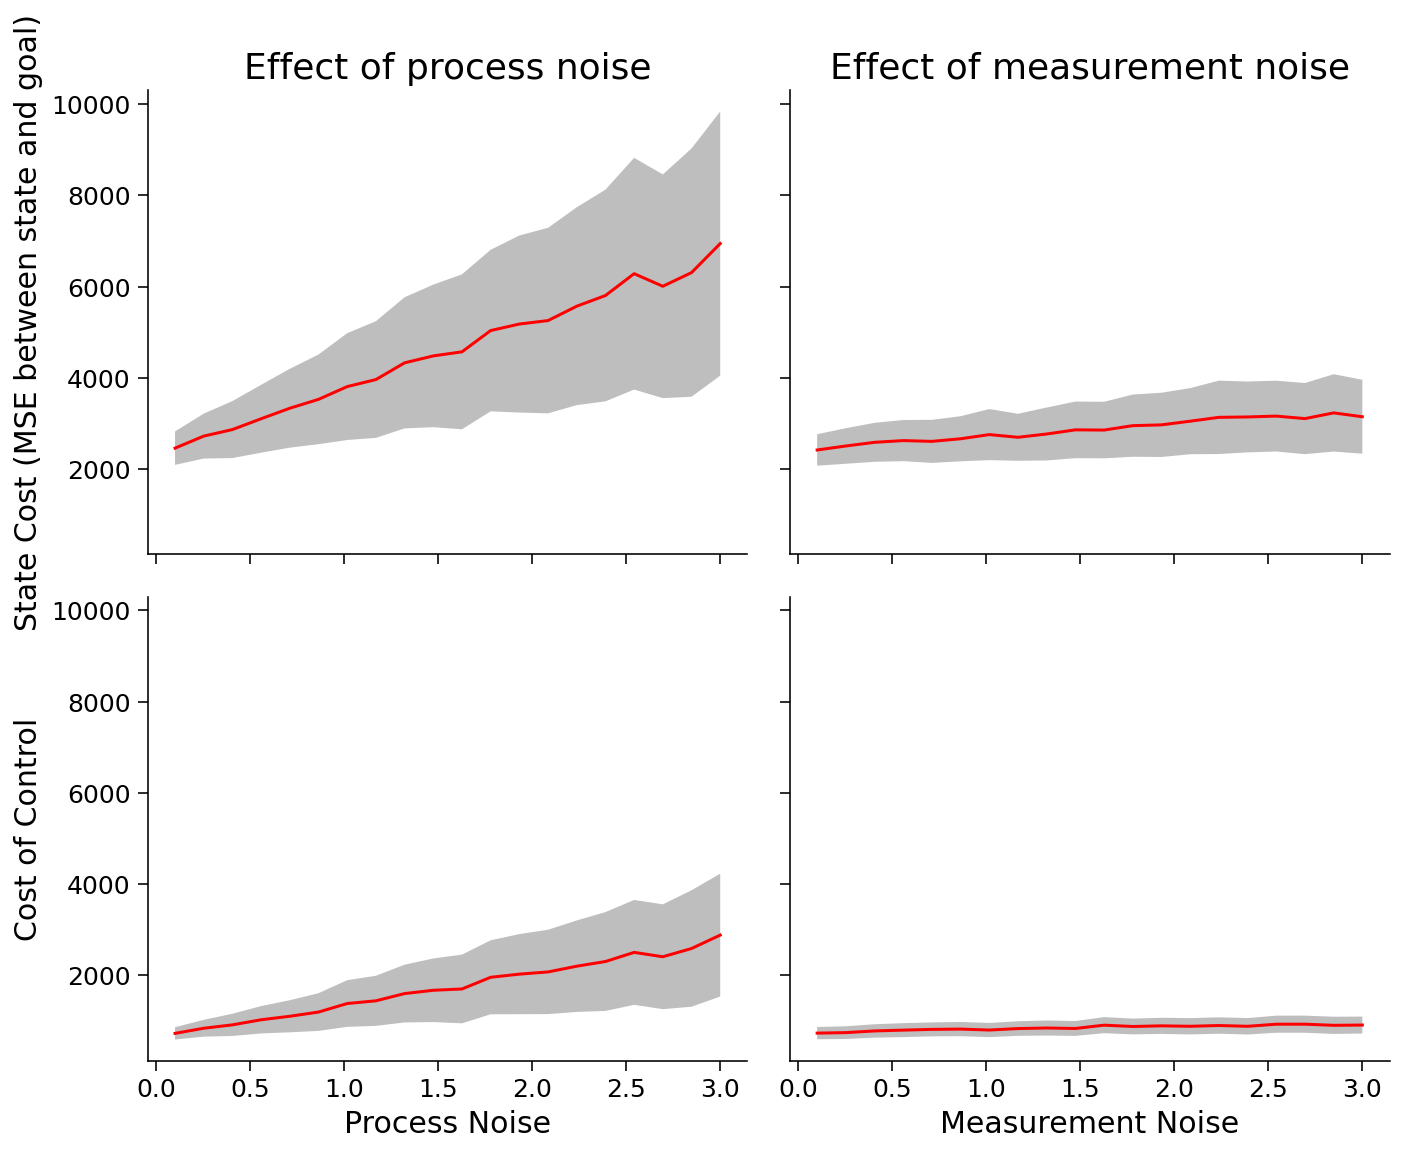 Effect of process noise
Effect of measurement noise
State Cost (MSE between state and goal)
10000
8000
6000
4000
2000
Cost of Control
10000
8000
6000
4000
2000
0.0 0.5 1.0 1.5 2.0 2.5 3.0
Process Noise
0.0 0.5 1.0 1.5 2.0 2.5 3.0
Measurement Noise